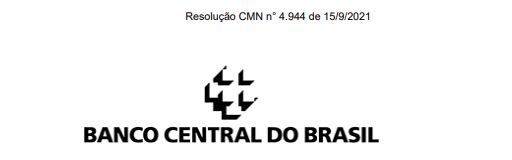 Resolução CMN n° 4.944 de 15/9/2021
BANCO CENTRAL DO BRASIL